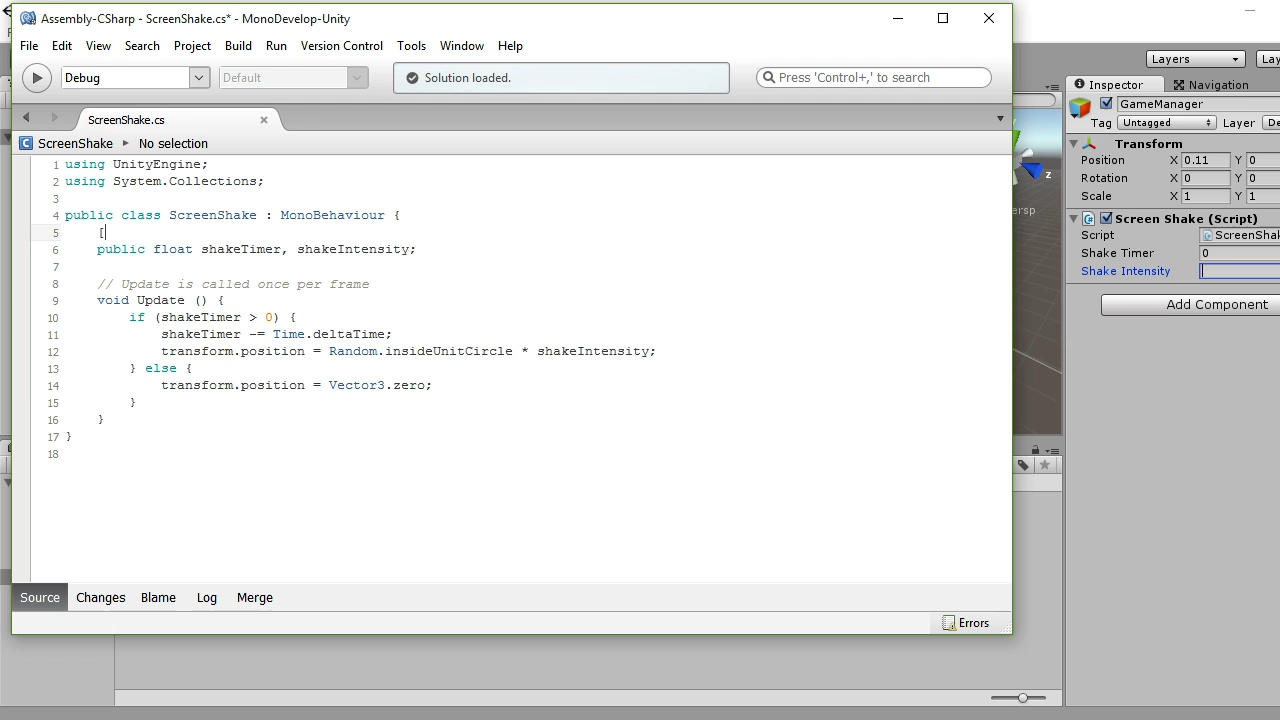 Assembly-CSharp - ScreenShake.cs* - MonoDevelop-Unity
File Edit View Search Project Build Run Version Control Tools Window Help
Debug Default Solution loaded. Press 'Control+,' to search
ScreenShake.cs
ScreenShake No selection
1 using UnityEngine;
2 using System.Collections;
3
4 public class ScreenShake : MonoBehaviour {
5 [
6 public float shakeTimer, shakeIntensity;
7
8 // Update is called once per frame
9 void Update () {
10 if (shakeTimer > 0) {
11 shakeTimer -= Time.deltaTime;
12 transform.position = Random.insideUnitCircle * shakeIntensity;
13 } else {
14 transform.position = Vector3.zero;
15 }
16 }
17 }
18
Source Changes Blame Log Merge
Errors
Layers Lay
Inspector Navigation
GameManager
Tag Untagged Layer De
Transform
Position X 0.11 Y 0
Rotation X 0 Y 0
Scale X 1 Y 1
Screen Shake (Script)
Script ScreenShak
Shake Timer 0
Shake Intensity
Add Component
z
ersp